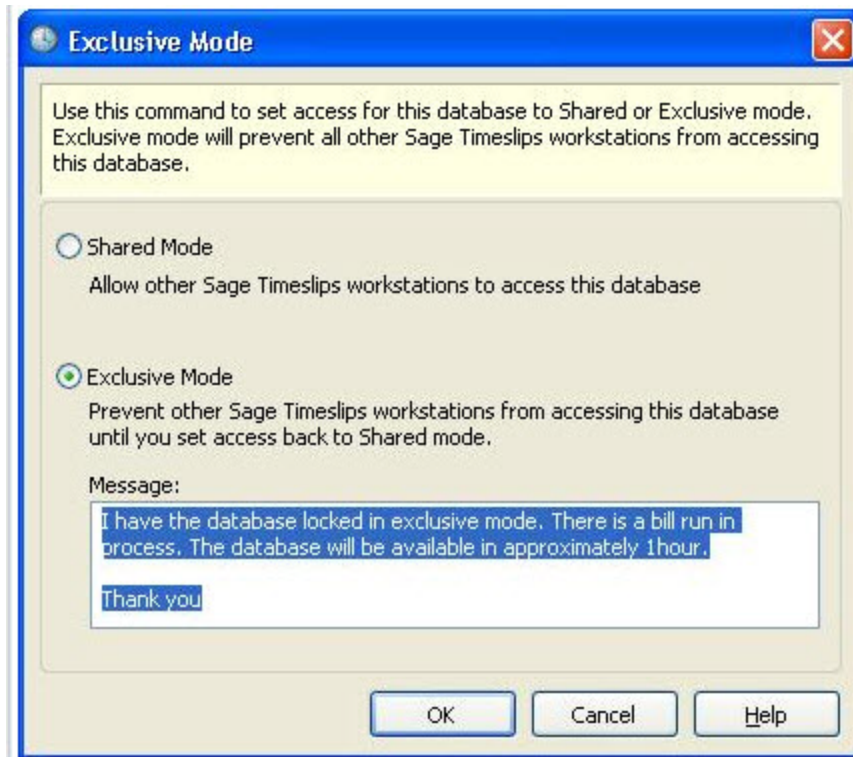 Exclusive Mode
Use this command to set access for this database to Shared or Exclusive mode.
Exclusive mode will prevent all other Sage Timeslips workstations from accessing
this database.
Shared Mode
Allow other Sage Timeslips workstations to access this database
Exclusive Mode
Prevent other Sage Timeslips workstations from accessing this database
until you set access back to Shared mode.
Message:
I have the database locked in exclusive mode. There is a bill run in
process. The database will be available in approximately 1hour.
Thank you
OK Cancel Help